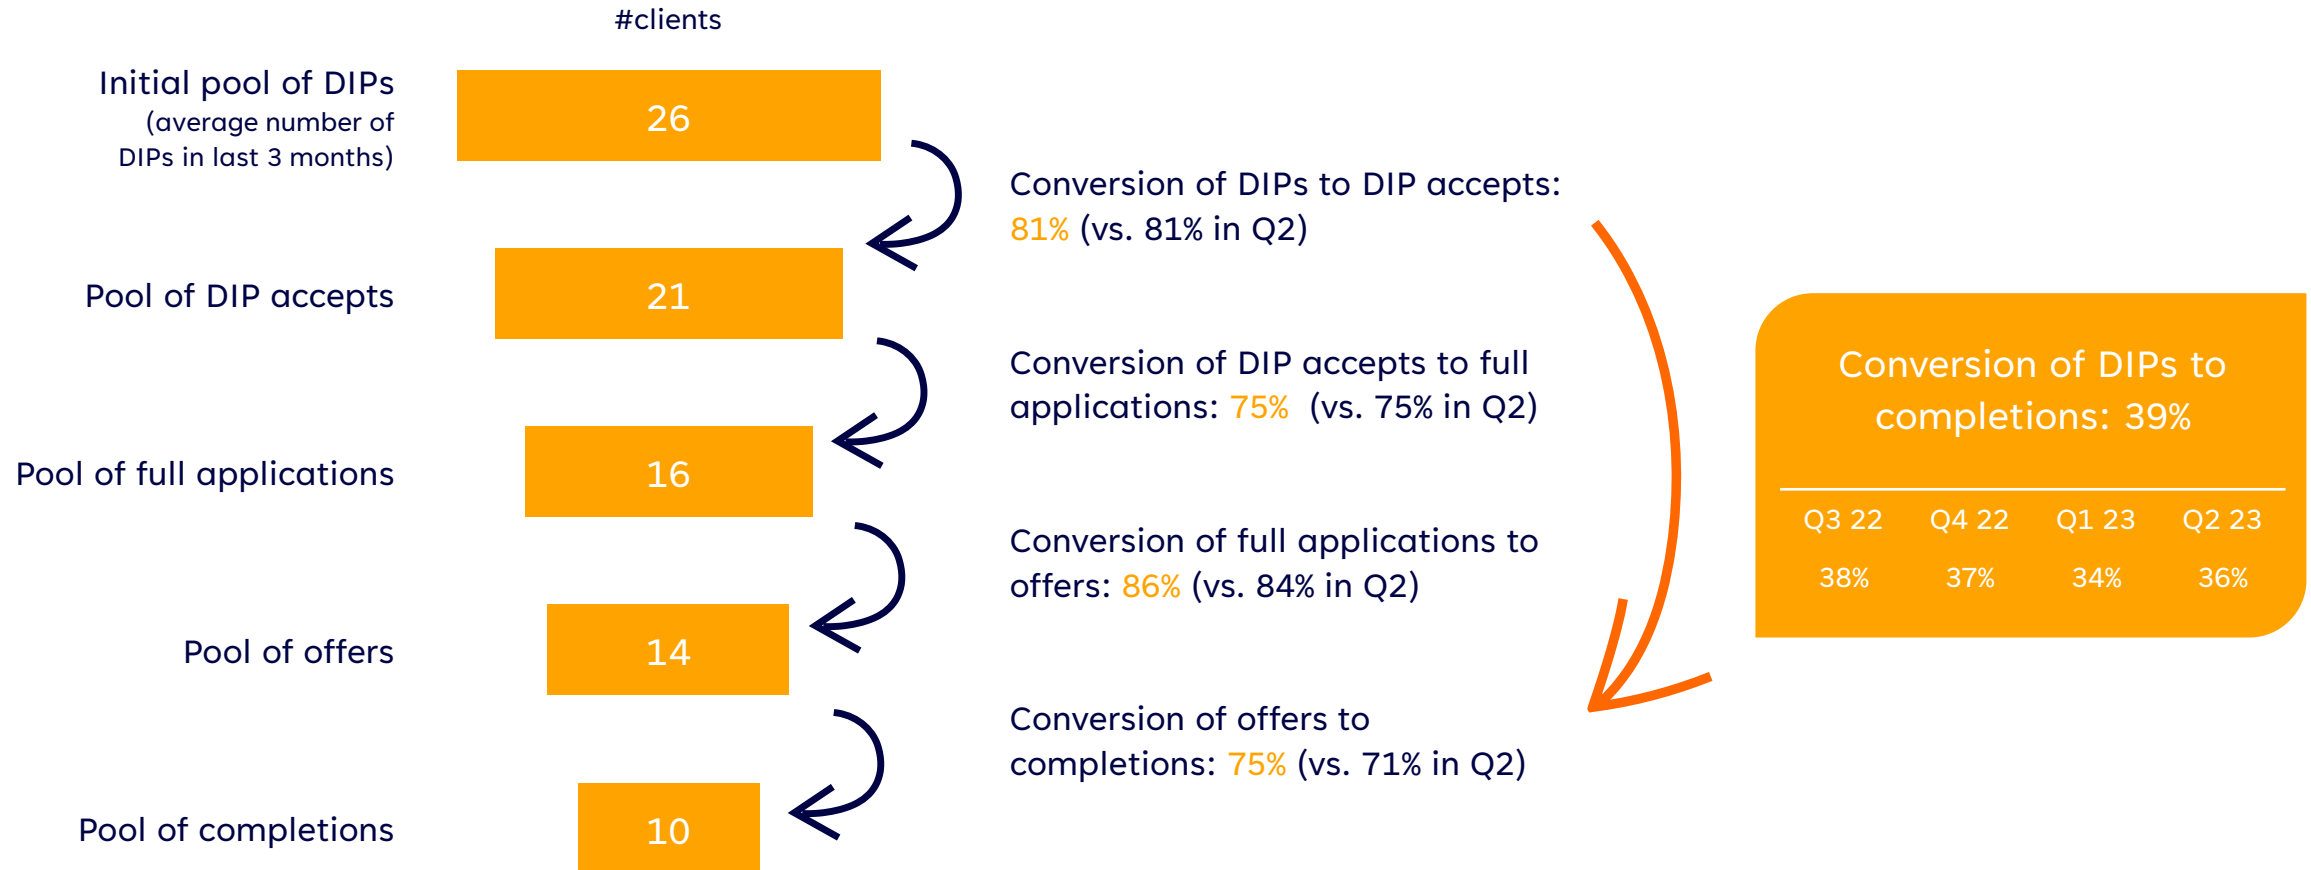 #clients
Initial pool of DIPs
(average number of
DIPs in last 3 months)
26
Conversion of DIPs to DIP accepts:
81% (vs. 81% in Q2)
Pool of DIP accepts
21
Conversion of DIP accepts to full
applications: 75% (vs. 75% in Q2)
Pool of full applications
16
Conversion of full applications to
offers: 86% (vs. 84% in Q2)
Pool of offers
14
Conversion of offers to
completions: 75% (vs. 71% in Q2)
Pool of completions
10
Conversion of DIPs to
completions: 39%
Q3 22 Q4 22 Q1 23 Q2 23
38% 37% 34% 36%